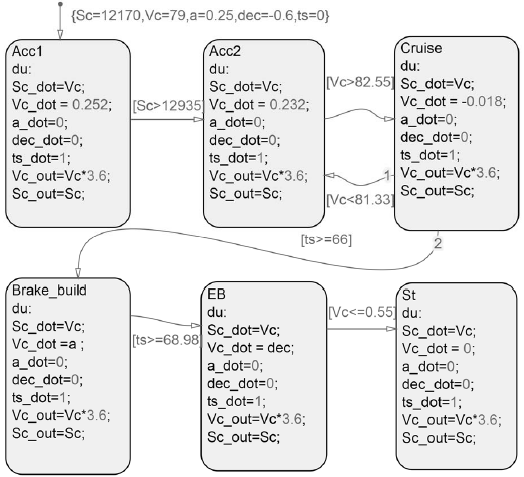 {Sc=12170,Vc=79,a=0.25,dec=-0.6,ts=0}
Acc1
du:
Sc_dot=Vc;
Vc_dot = 0.252;
a_dot=0;
dec_dot=0;
ts_dot=1;
Vc_out=Vc*3.6;
Sc_out=Sc;
[Sc>12935]
Acc2
du:
Sc_dot=Vc;
Vc_dot = 0.232;
a_dot=0;
dec_dot=0;
ts_dot=1;
Vc_out=Vc*3.6;
Sc_out=Sc;
[Vc>82.55]
1
[Vc<81.33]
Cruise
du:
Sc_dot=Vc;
Vc_dot = -0.018;
a_dot=0;
dec_dot=0;
ts_dot=1;
Vc_out=Vc*3.6;
Sc_out=Sc;
2
[ts>=66]
Brake_build
du:
Sc_dot=Vc;
Vc_dot =a ;
a_dot=0;
dec_dot=0;
ts_dot=1;
Vc_out=Vc*3.6;
Sc_out=Sc;
[ts>=68.98]
EB
du:
Sc_dot=Vc;
Vc_dot = dec;
a_dot=0;
dec_dot=0;
ts_dot=1;
Vc_out=Vc*3.6;
Sc_out=Sc;
[Vc<=0.55]
St
du:
Sc_dot=Vc;
Vc_dot = 0;
a_dot=0;
dec_dot=0;
ts_dot=1;
Vc_out=Vc*3.6;
Sc_out=Sc;